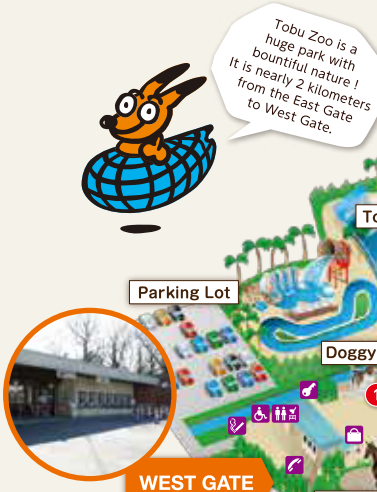 Tobu Zoo is a
huge park with
bountiful nature !
It is nearly 2 kilometers
from the East Gate
to West Gate.
To
Parking Lot
Doggy
WEST GATE